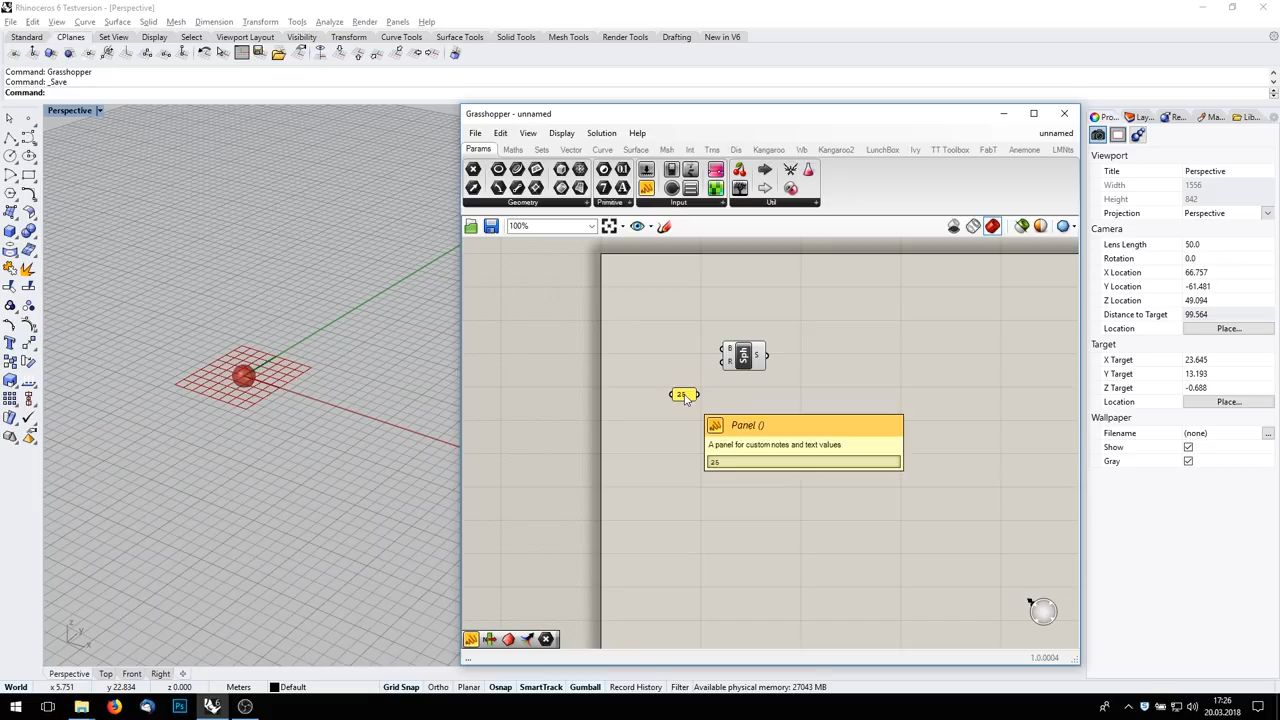 Rhinoceros 6 Testversion - [Perspective]
File Edit View Curve Surface Solid Mesh Dimension Transform Tools Analyze Render Panels Help
Standard CPlanes Set View Display Select Viewport Layout Visibility Transform Curve Tools Surface Tools Solid Tools Mesh Tools Render Tools Drafting New in V6
Command: Grasshopper
Command: _Save
Command:
Perspective
Grasshopper - unnamed
File Edit View Display Solution Help
unnamed
Params Maths Sets Vector Curve Surface Msh Int Trns Dis Kangaroo Wb Kangaroo2 LunchBox Ivy TT Toolbox FabT Anemone LMNts
Geometry
Primitive
Input
Util
100%
B
R
Sph
S
Panel ()
A panel for custom notes and text values
...
1.0.0004
Pro... Lay... Re... Ma... Lib...
Viewport
Title Perspective
Width 1556
Height 842
Projection Perspective
Camera
Lens Length 50.0
Rotation 0.0
X Location 66.757
Y Location -61.481
Z Location 49.094
Distance to Target 99.564
Location Place...
Target
X Target 23.645
Y Target 13.193
Z Target -0.688
Location Place...
Wallpaper
Filename (none) ...
Show
Gray
z
y
x
Perspective Top Front Right
World x 5.751 y 22.834 z 0.000 Meters Default Grid Snap Ortho Planar Osnap SmartTrack Gumball Record History Filter Available physical memory: 27043 MB
Ps
17:26
20.03.2018